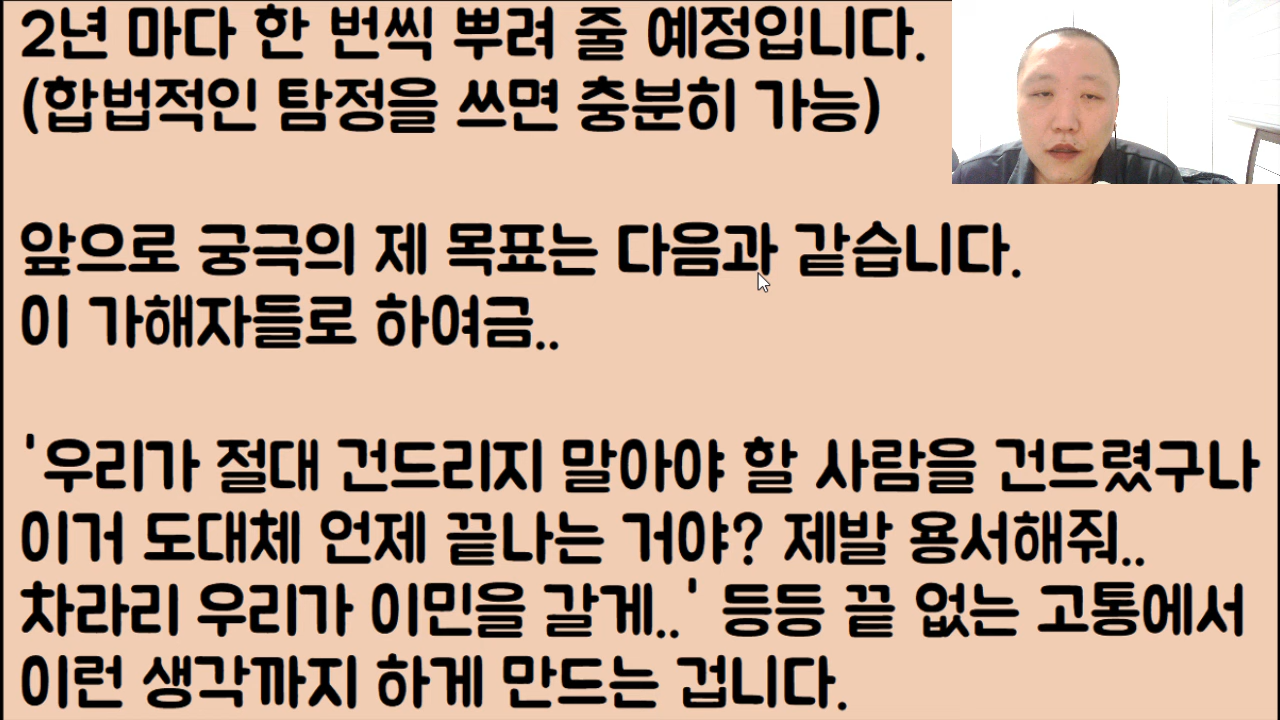 2년 마다 한 번씩 뿌려 줄 예정입니다.
(합법적인 탐정을 쓰면 충분히 가능)
앞으로 궁극의 제 목표는 다음과 같습니다.
이 가해자들로 하여금..
'우리가 절대 건드리지 말아야 할 사람을 건드렸구나
이거 도대체 언제 끝나는 거야? 제발 용서해줘..
차라리 우리가 이민을 갈게..' 등등 끝 없는 고통에서
이런 생각까지 하게 만드는 겁니다.